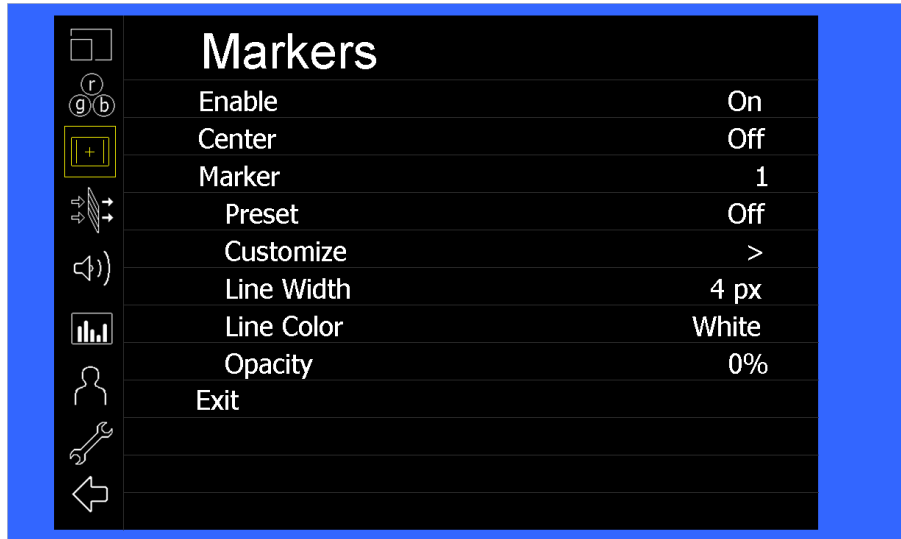 Markers
r
g b
Enable On
Center Off
Marker 1
Preset Off
Customize >
Line Width 4 px
Line Color White
Opacity 0%
Exit